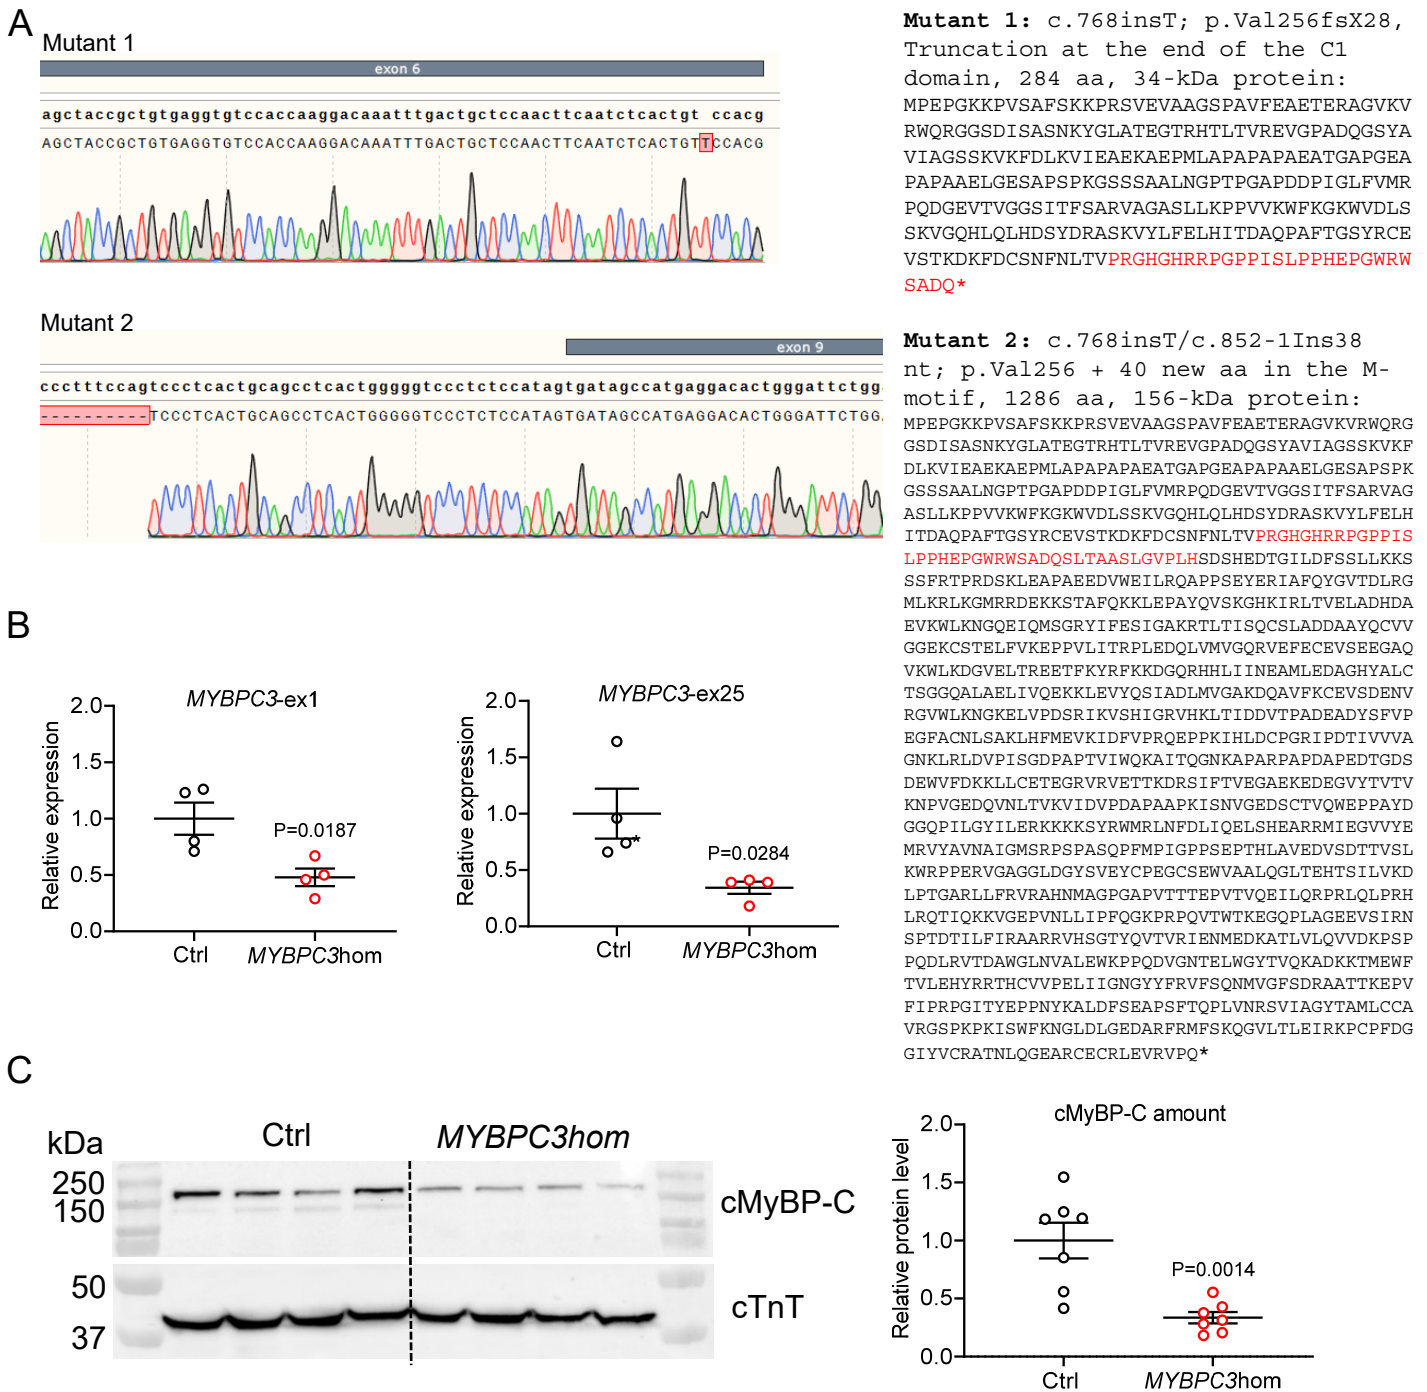 A
Mutant 1
exon 6
agctaccgctgtgaggtgtccaccaaggacaaatttgactgctccaacttcaatctcactgt ccacg
AGCTACCGCTGTGAGGTGTCCACCAAGGACAAATTTGACTGCTCCAACTTCAATCTCACTGTTCCACG
Mutant 2
exon 9
ccctttccagtccctcactgcagcctcactgggggtccctctccatagtgatagccatgaggacactgggattctgg
----------TCCCTCACTGCAGCCTCACTGGGGGTCCCTCTCCATAGTGATAGCCATGAGGACACTGGGATTCTGG
Mutant 1: c.768insT; p.Val256fsX28,
Truncation at the end of the C1
domain, 284 aa, 34-kDa protein:
MPEPGKKPVSAFSKKPRSVEVAAGSPAVFEAETERAGVKV
RWQRGGSDISASNKYGLATEGTRHTLTVREVGPADQGSYA
VIAGSSKVKFDLKVIEAEKAEPMLAPAPAPAEATGAPGEA
PAPAAELGESAPSPKGSSSAALNGPTPGAPDDPIGLFVMR
PQDGEVTVGGSITFSARVAGASLLKPPVVKWFKGKWVDLS
SKVGQHLQLHDSYDRASKVYLFELHITDAQPAFTGSYRCE
VSTKDKFDCSNFNLTVPRGHGHRRPGPPISLPPHEPGWRW
SADQ*
Mutant 2: c.768insT/c.852-1Ins38
nt; p.Val256 + 40 new aa in the M-
motif, 1286 aa, 156-kDa protein:
MPEPGKKPVSAFSKKPRSVEVAAGSPAVFEAETERAGVKVRWQRG
GSDISASNKYGLATEGTRHTLTVREVGPADQGSYAVIAGSSKVKF
DLKVIEAEKAEPMLAPAPAPAEATGAPGEAPAPAAELGESAPSPK
GSSSAALNGPTPGAPDDPIGLFVMRPQDGEVTVGGSITFSARVAG
ASLLKPPVVKWFKGKWVDLSSKVGQHLQLHDSYDRASKVYLFELH
ITDAQPAFTGSYRCEVSTKDKFDCSNFNLTVPRGHGHRRPGPPIS
LPPHEPGWRWSADQSLTAASLGVPLHSDSHEDTGILDFSSLLKKS
SSFRTPRDSKLEAPAEEDVWEILRQAPPSEYERIAFQYGVTDLRG
MLKRLKGMRRDEKKSTAFQKKLEPAYQVSKGHKIRLTVELADHDA
EVKWLKNGQEIQMSGRYIFESIGAKRTLTISQCSLADDAAYQCVV
GGEKCSTELFVKEPPVLITRPLEDQLVMVGQRVEFECEVSEEGAQ
VKWLKDGVELTREETFKYRFKKDGQRHHLIINEAMLEDAGHYALC
TSGGQALAELIVQEKKLEVYQSIADLMVGAKDQAVFKCEVSDENV
RGVWLKNGKELVPDSRIKVSHIGRVHKLTIDDVTPADEADYSFVP
EGFACNLSAKLHFMEVKIDFVPRQEPPKIHLDCPGRIPDTIVVVA
GNKLRLDVPISGDPAPTVIWQKAITQGNKAPARPAPDAPEDTGDS
DEWVFDKKLLCETEGRVRVETTKDRSIFTVEGAEKEDEGVYTVTV
KNPVGEDQVNLTVKVIDVPDAPAAPKISNVGEDSCTVQWEPPAYD
GGQPILGYILERKKKKSYRWMRLNFDLIQELSHEARRMIEGVVYE
MRVYAVNAIGMSRPSPASQPFMPIGPPSEPTHLAVEDVSDTTVSL
KWRPPERVGAGGLDGYSVEYCPEGCSEWVAALQGLTEHTSILVKD
LPTGARLLFRVRAHNMAGPGAPVTTTEPVTVQEILQRPRLQLPRH
LRQTIQKKVGEPVNLLIPFQGKPRPQVTWTKEGQPLAGEEVSIRN
SPTDTILFIRAARRVHSGTYQVTVRIENMEDKATLVLQVVDKPSP
PQDLRVTDAWGLNVALEWKPPQDVGNTELWGYTVQKADKKTMEWF
TVLEHYRRTHCVVPELIIGNGYYFRVFSQNMVGFSDRAATTKEPV
FIPRPGITYEPPNYKALDFSEAPSFTQPLVNRSVIAGYTAMLCCA
VRGSPKPKISWFKNGLDLGEDARFRMFSKQGVLTLEIRKPCPFDG
GIYVCRATNLQGEARCECRLEVRVPQ*
B
MYBPC3-ex1
Relative expression
2.0
1.5
1.0
0.5
0.0
P=0.0187
Ctrl
MYBPC3hom
MYBPC3-ex25
Relative expression
2.0
1.5
1.0
0.5
0.0
*
P=0.0284
Ctrl
MYBPC3hom
C
kDa
Ctrl
MYBPC3hom
250
150
cMyBP-C
50
37
cTnT
cMyBP-C amount
Relative protein level
2.0
1.5
1.0
0.5
0.0
P=0.0014
Ctrl
MYBPC3hom